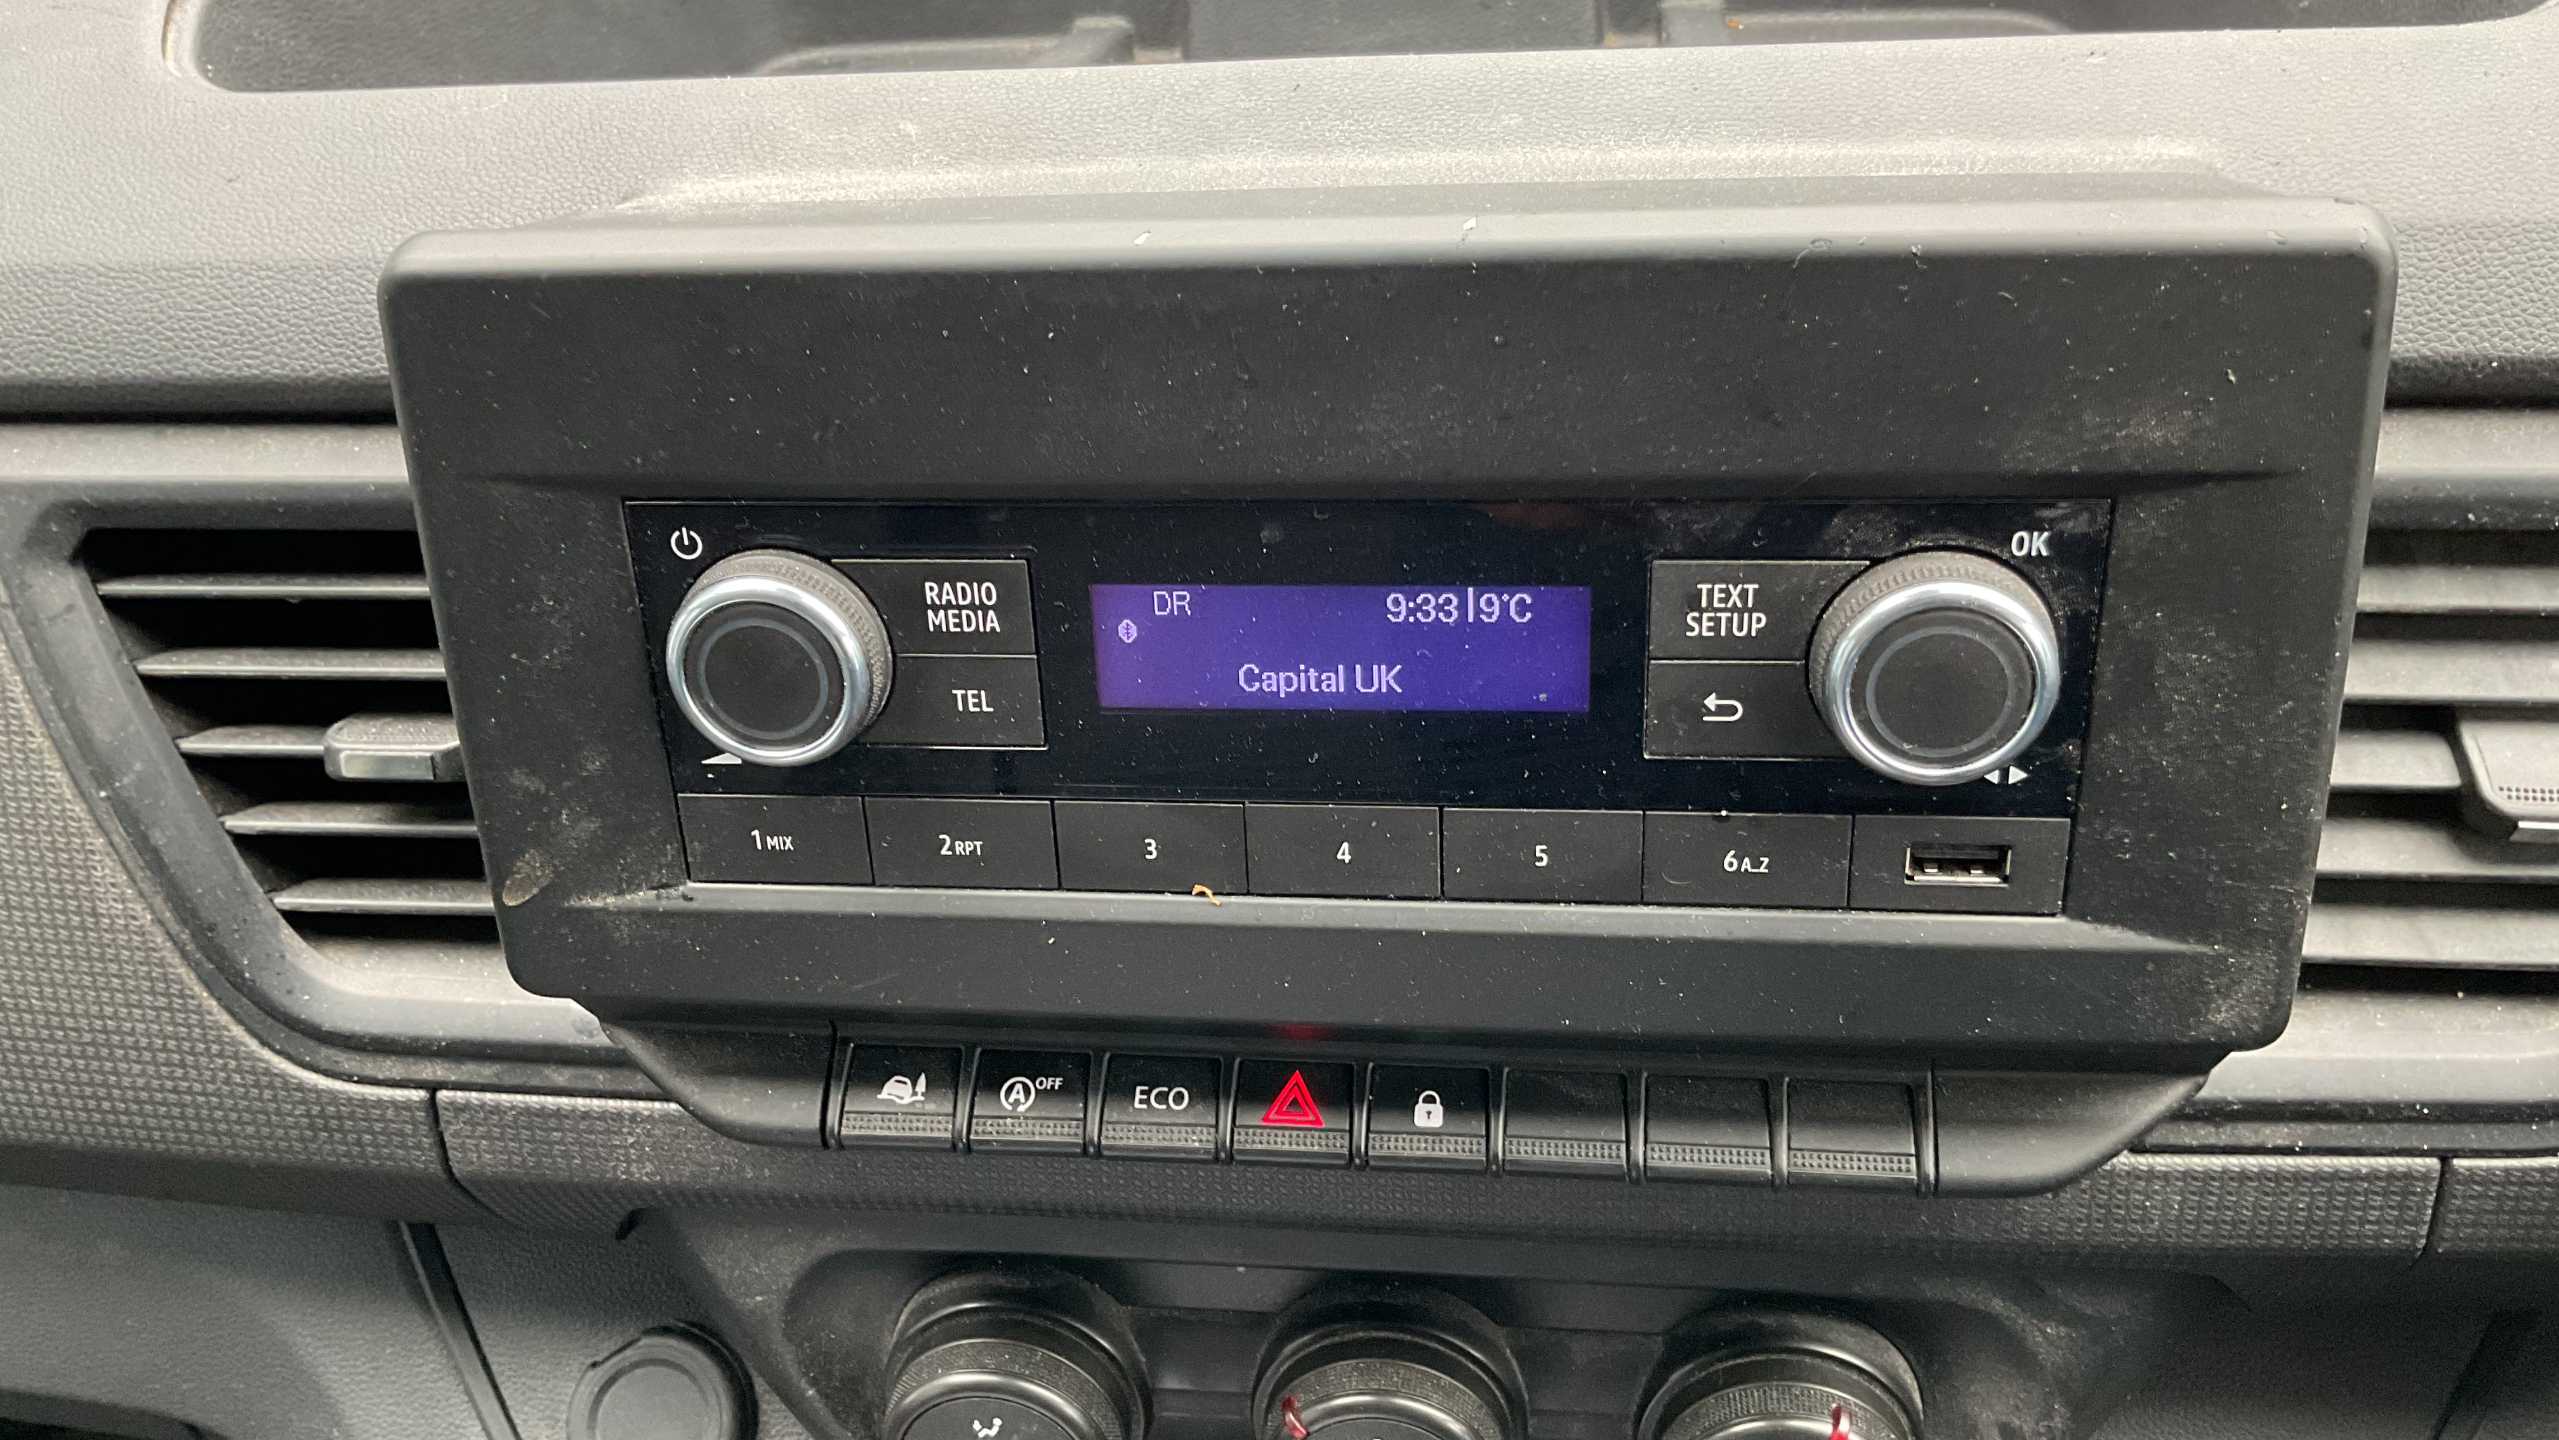 OK
RADIO
MEDIA
DR
9:33 9°C
TEXT
SETUP
TEL
Capital UK
1 MIX
2 RPT
3
4
5
6 A_Z
A OFF
ECO